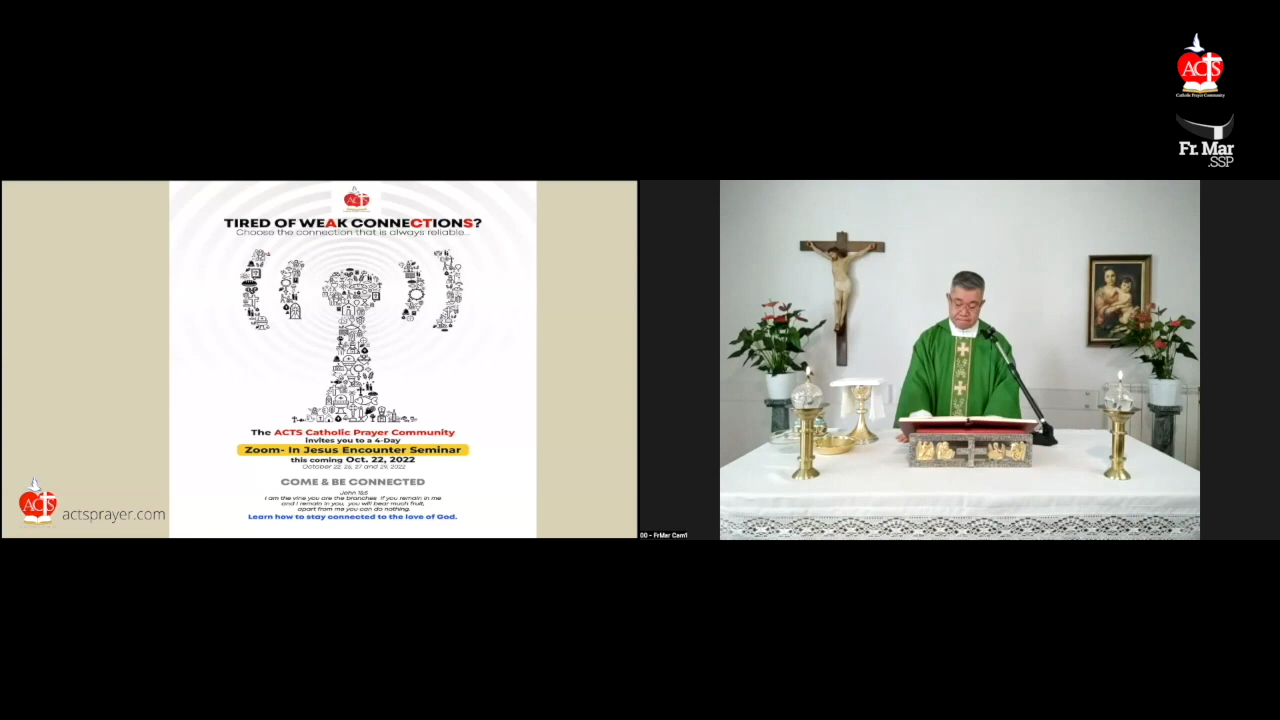 ACTS
Catholic Prayer Community
Fr. Mar
.SSP
ACTS
TIRED OF WEAK CONNECTIONS?
Choose the connection that is always reliable...
The ACTS Catholic Prayer Community
invites you to a 4-Day
Zoom- In Jesus Encounter Seminar
this coming Oct. 22, 2022
October 22, 25, 27 and 29, 2022
COME & BE CONNECTED
John 15:5
I am the vine you are the branches. If you remain in me
and I remain in you, you will bear much fruit,
apart from me you can do nothing.
Learn how to stay connected to the love of God.
ACTS
actsprayer.com
00 - FrMar Cam1